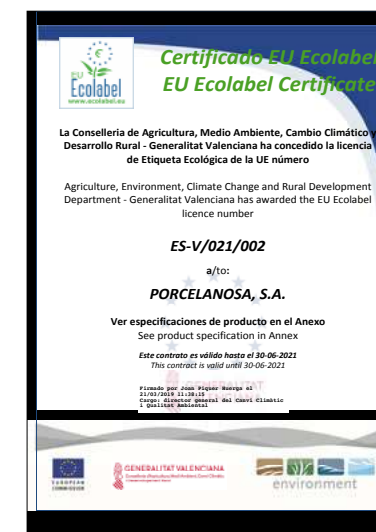 Certificado EU Ecolabel
EU Ecolabel Certificate
EU
Ecolabel
www.ecolabel.eu
La Conselleria de Agricultura, Medio Ambiente, Cambio Climático y
Desarrollo Rural - Generalitat Valenciana ha concedido la licencia
de Etiqueta Ecológica de la UE número
Agriculture, Environment, Climate Change and Rural Development
Department - Generalitat Valenciana has awarded the EU Ecolabel
licence number
ES-V/021/002
a/to:
PORCELANOSA, S.A.
Ver especificaciones de producto en el Anexo
See product specification in Annex
Este contrato es válido hasta el 30-06-2021
This contract is valid until 30-06-2021
GENERALITAT
Firmado por Joan Piquer Huerga el
21/03/2019 11:38:15
Cargo: director general del Canvi Climàtic
i Qualitat Ambiental
EUROPEAN
COMMISSION
GENERALITAT VALENCIANA
environment